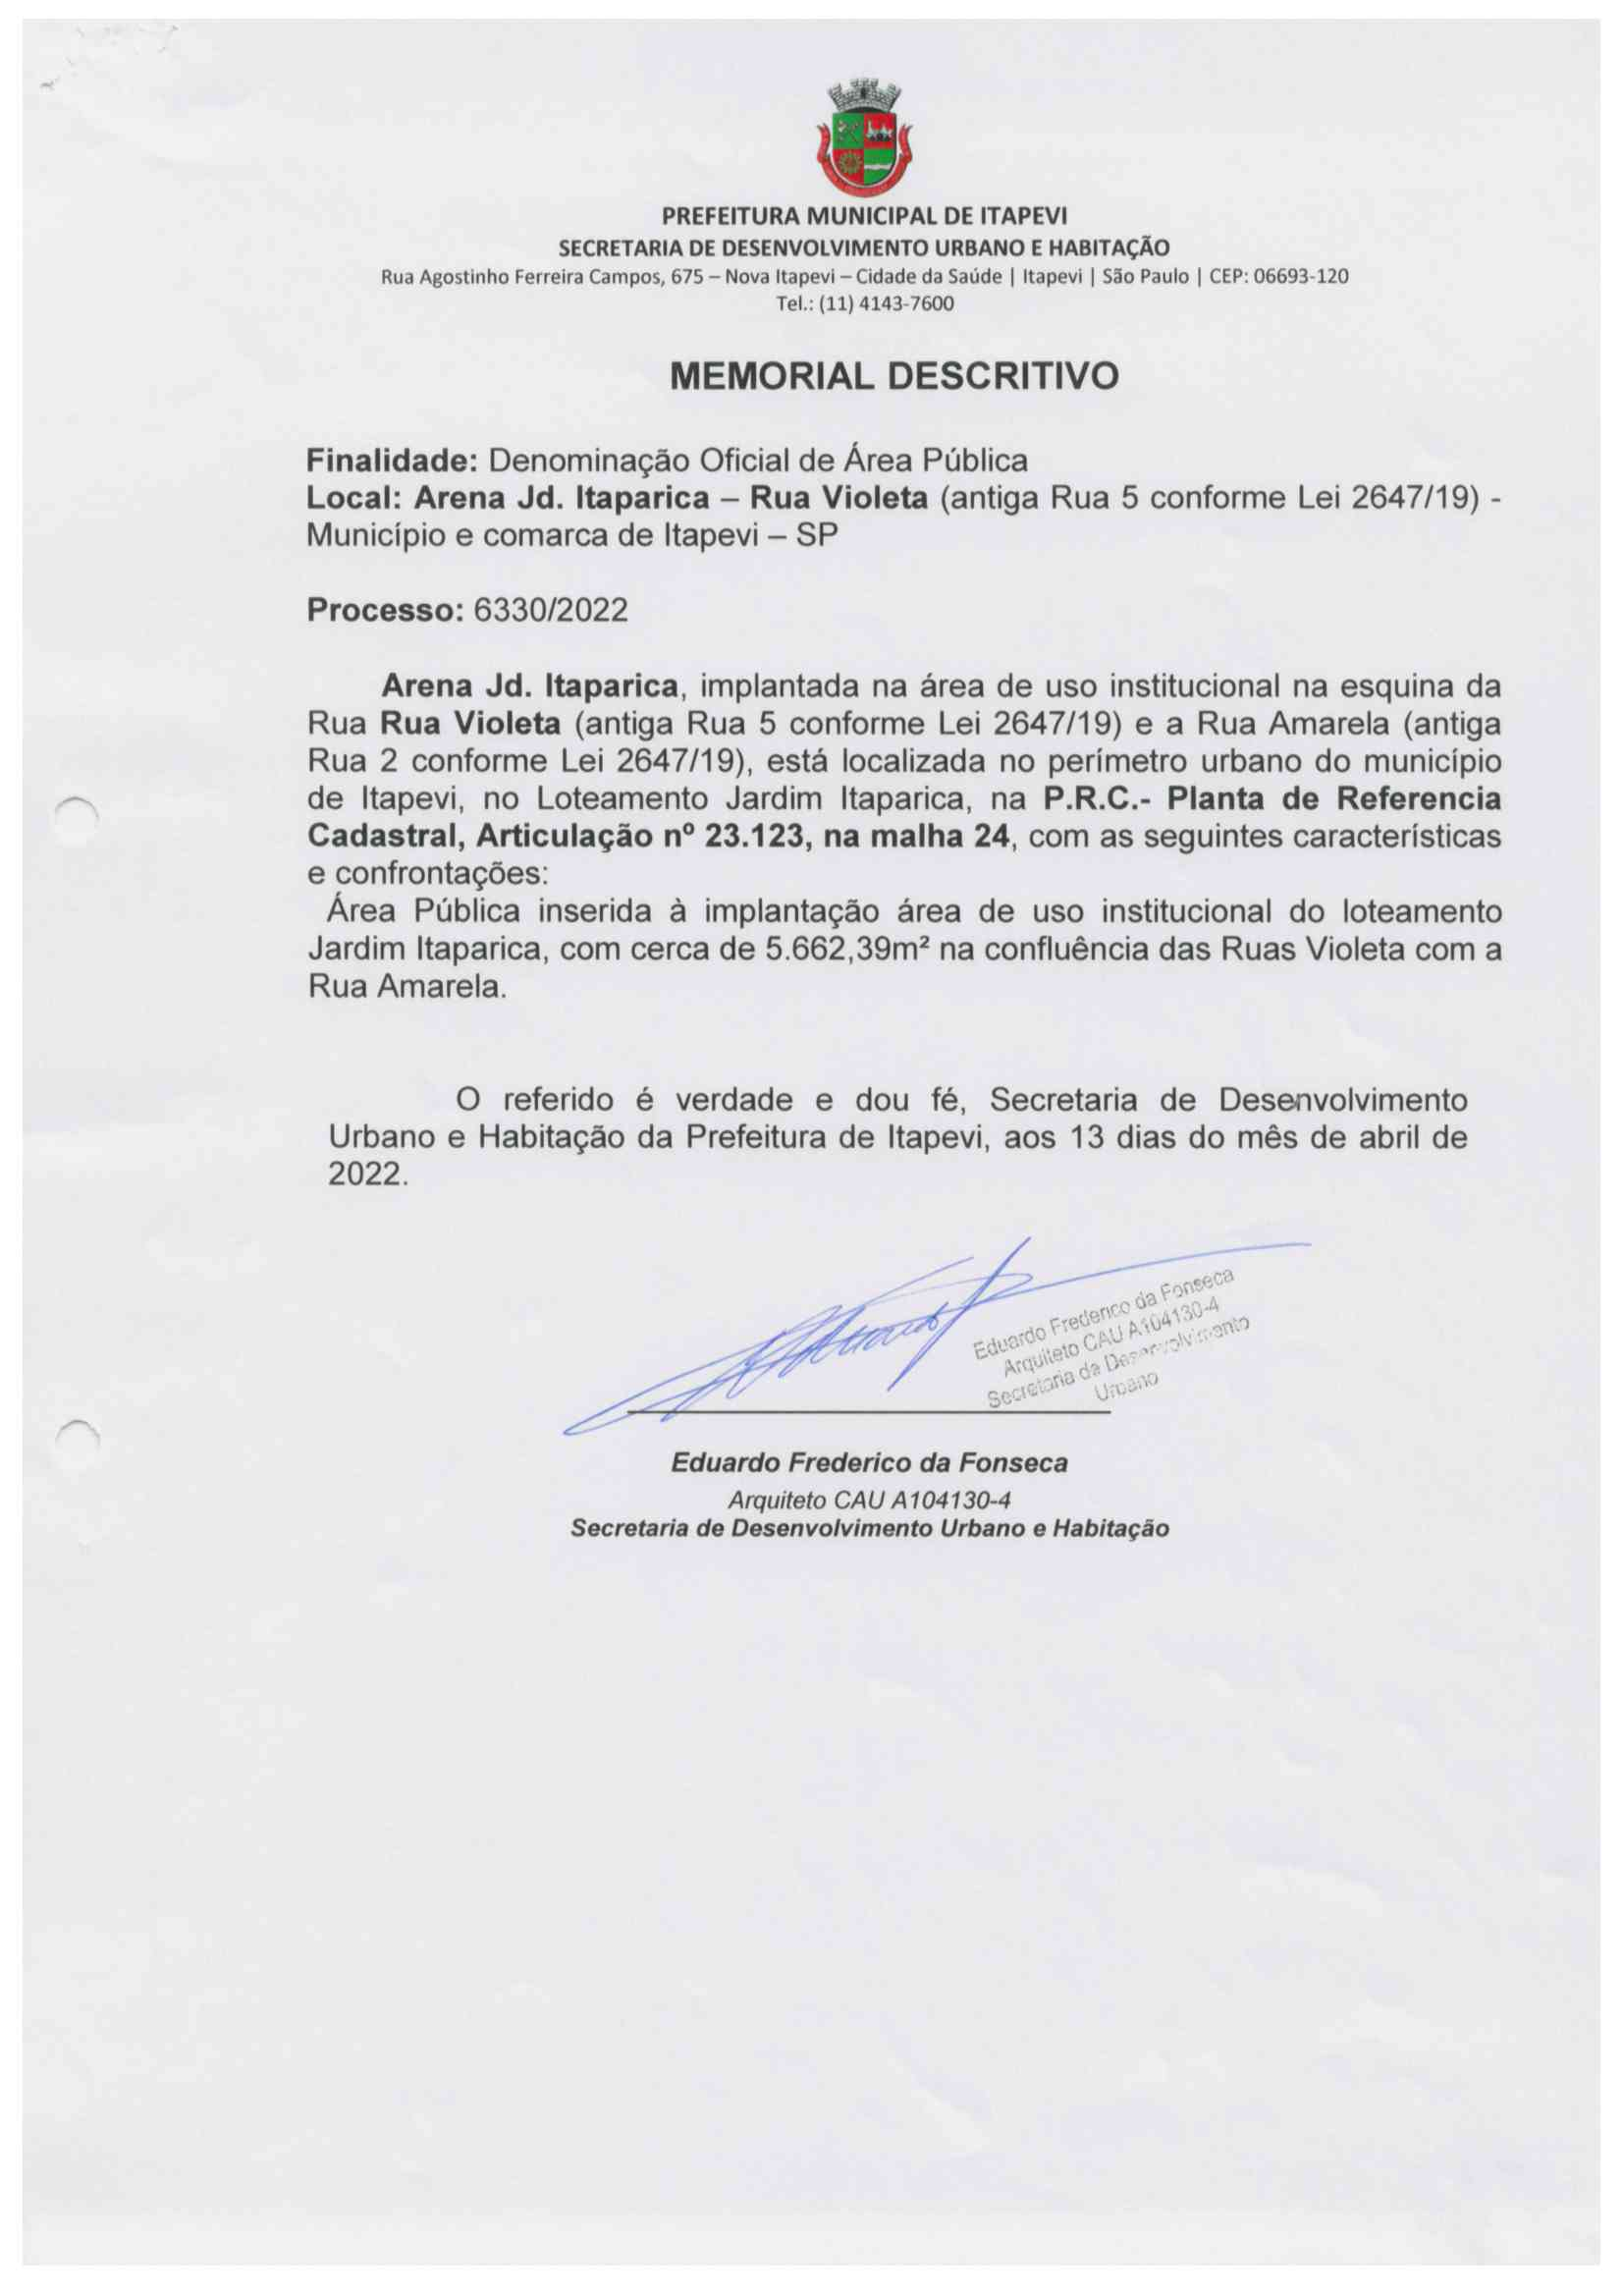 PREFEITURA MUNICIPAL DE ITAPEVI
SECRETARIA DE DESENVOLVIMENTO URBANO E HABITAÇÃO
Rua Agostinho Ferreira Campos, 675 – Nova Itapevi – Cidade da Saúde | Itapevi | São Paulo | CEP: 06693-120
Tel.: (11) 4143-7600
MEMORIAL DESCRITIVO
Finalidade: Denominação Oficial de Área Pública
Local: Arena Jd. Itaparica – Rua Violeta (antiga Rua 5 conforme Lei 2647/19) -
Município e comarca de Itapevi – SP
Processo: 6330/2022
Arena Jd. Itaparica, implantada na área de uso institucional na esquina da
Rua Rua Violeta (antiga Rua 5 conforme Lei 2647/19) e a Rua Amarela (antiga
Rua 2 conforme Lei 2647/19), está localizada no perímetro urbano do município
de Itapevi, no Loteamento Jardim Itaparica, na P.R.C.- Planta de Referencia
Cadastral, Articulação nº 23.123, na malha 24, com as seguintes características
e confrontações:
Área Pública inserida à implantação área de uso institucional do loteamento
Jardim Itaparica, com cerca de 5.662,39m² na confluência das Ruas Violeta com a
Rua Amarela.
O referido é verdade e dou fé, Secretaria de Desenvolvimento
Urbano e Habitação da Prefeitura de Itapevi, aos 13 dias do mês de abril de
2022.
Eduardo Frederico da Fonseca
Arquiteto CAU A104130-4
Secretaria de Desenvolvimento
Urbano
Eduardo Frederico da Fonseca
Arquiteto CAU A104130-4
Secretaria de Desenvolvimento Urbano e Habitação